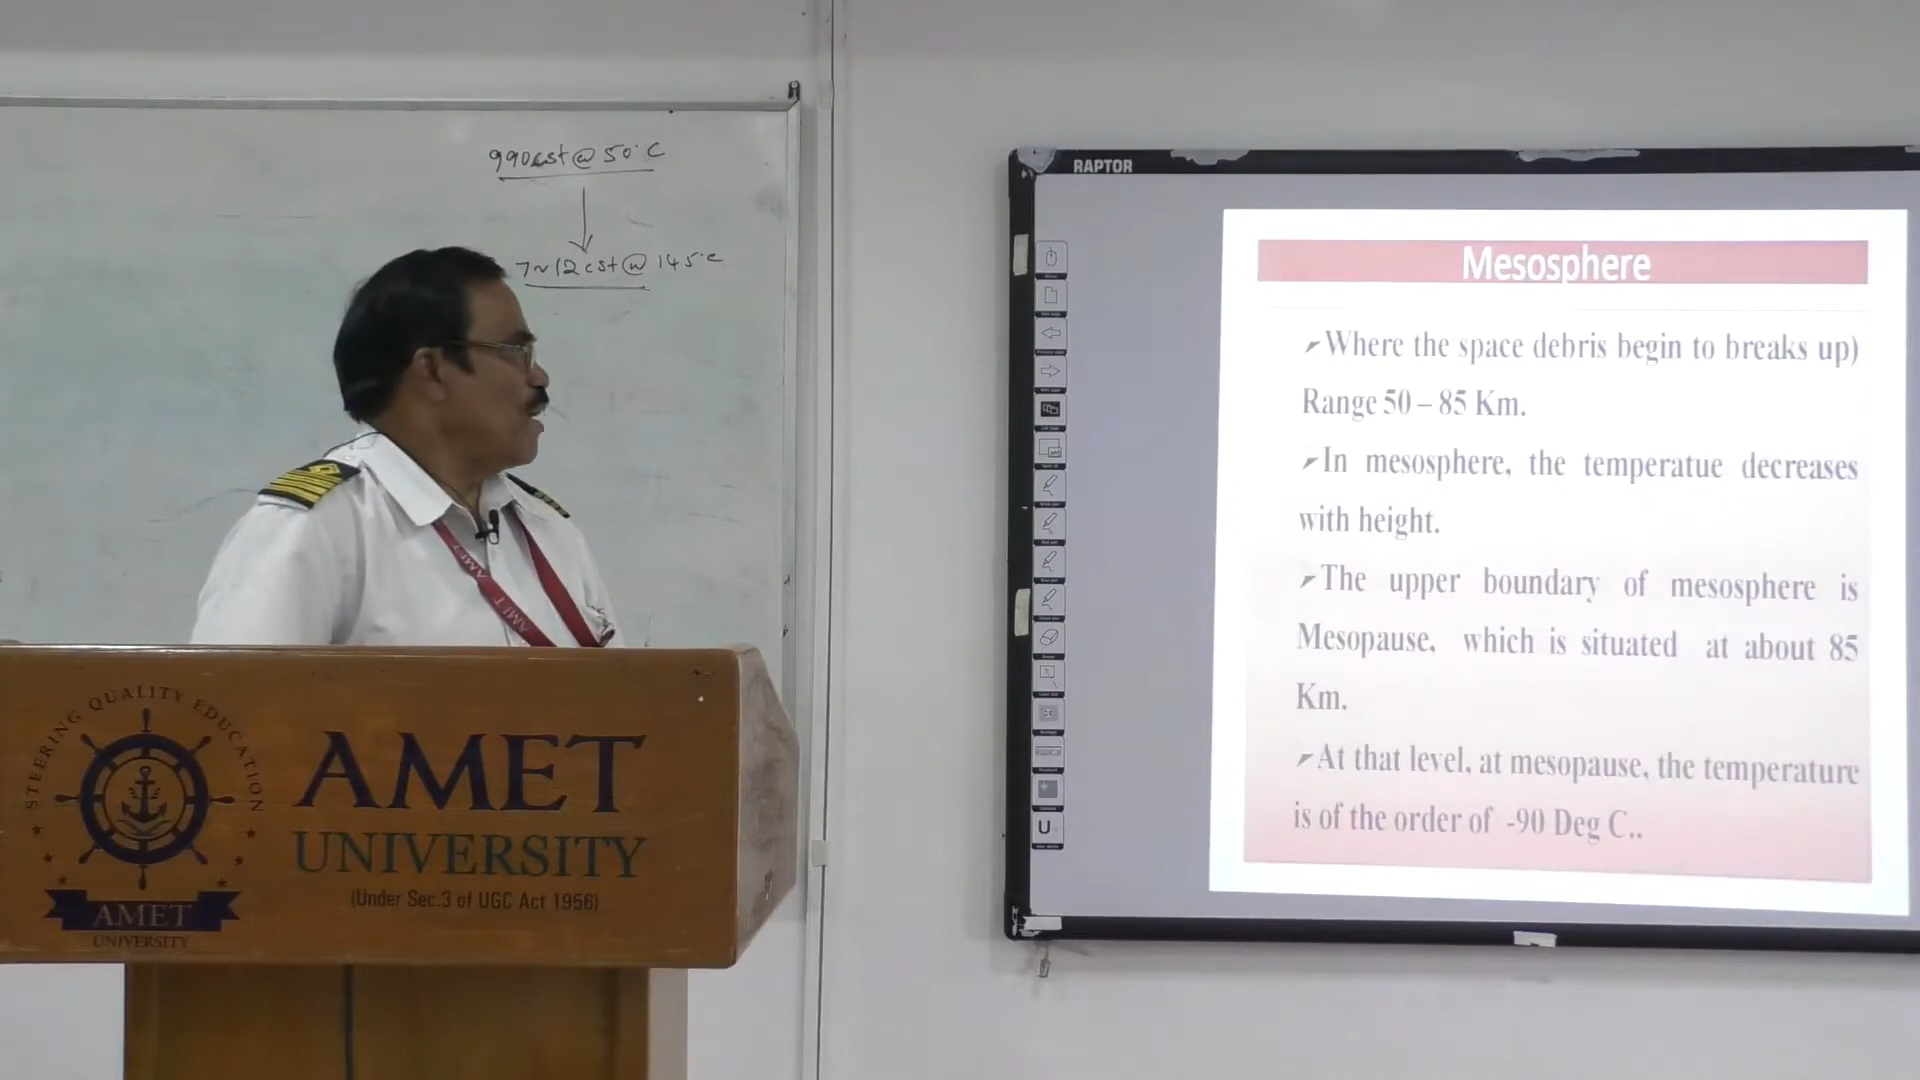 990cst@50°C
7~12cst@145°c
RAPTOR
Mesosphere
Where the space debris begin to breaks up)
Range 50 – 85 Km.
In mesosphere, the temperatue decreases
with height.
The upper boundary of mesosphere is
Mesopause, which is situated at about 85
Km.
At that level, at mesopause, the temperature
is of the order of -90 Deg C..
U
AMET
AMET
STEERING QUALITY EDUCATION
AMET
UNIVERSITY
AMET
UNIVERSITY
(Under Sec.3 of UGC Act 1956)